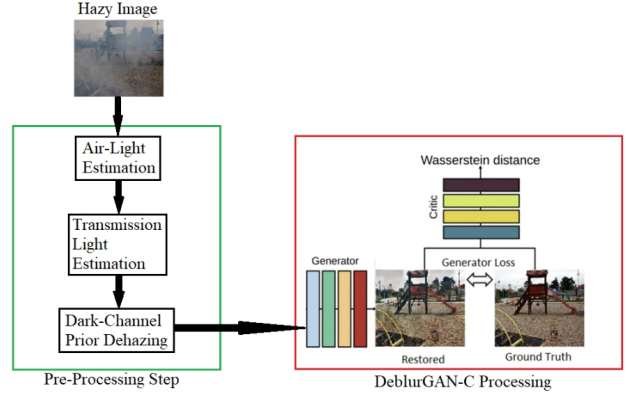 Hazy Image
Air-Light
Estimation
Transmission
Light
Estimation
Dark-Channel
Prior Dehazing
Pre-Processing Step
Wasserstein distance
Critic
Generator
Generator Loss
Restored
Ground Truth
DeblurGAN-C Processing